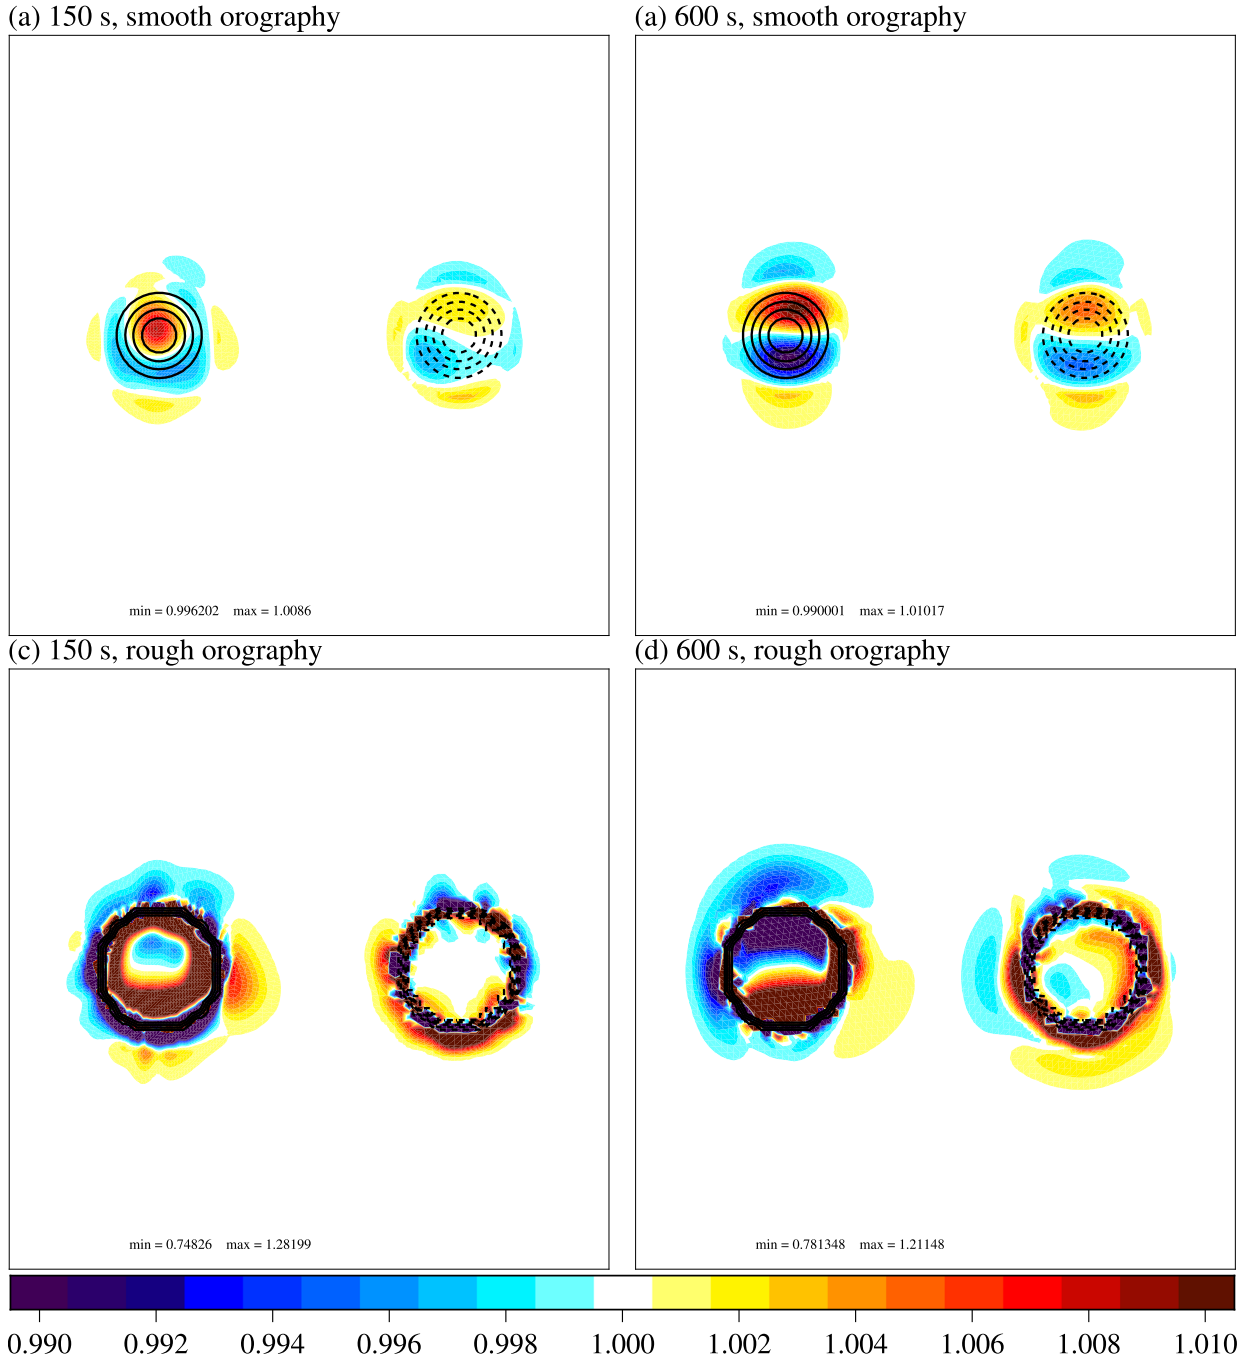 (a) 150 s, smooth orography
(a) 600 s, smooth orography
min = 0.996202 max = 1.0086
min = 0.990001 max = 1.01017
(c) 150 s, rough orography
(d) 600 s, rough orography
min = 0.74826 max = 1.28199
min = 0.781348 max = 1.21148
0.990 0.992 0.994 0.996 0.998 1.000 1.002 1.004 1.006 1.008 1.010